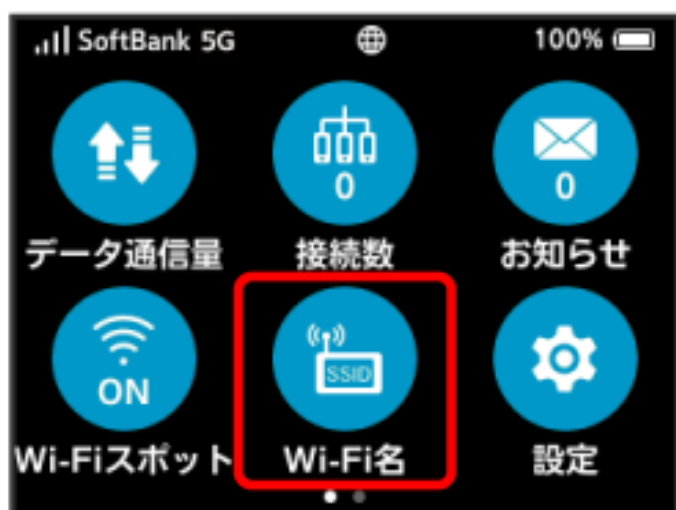 SoftBank 5G 100%
0 0
データ通信量 接続数 お知らせ
ON SSID
Wi-Fiスポット Wi-Fi名 設定